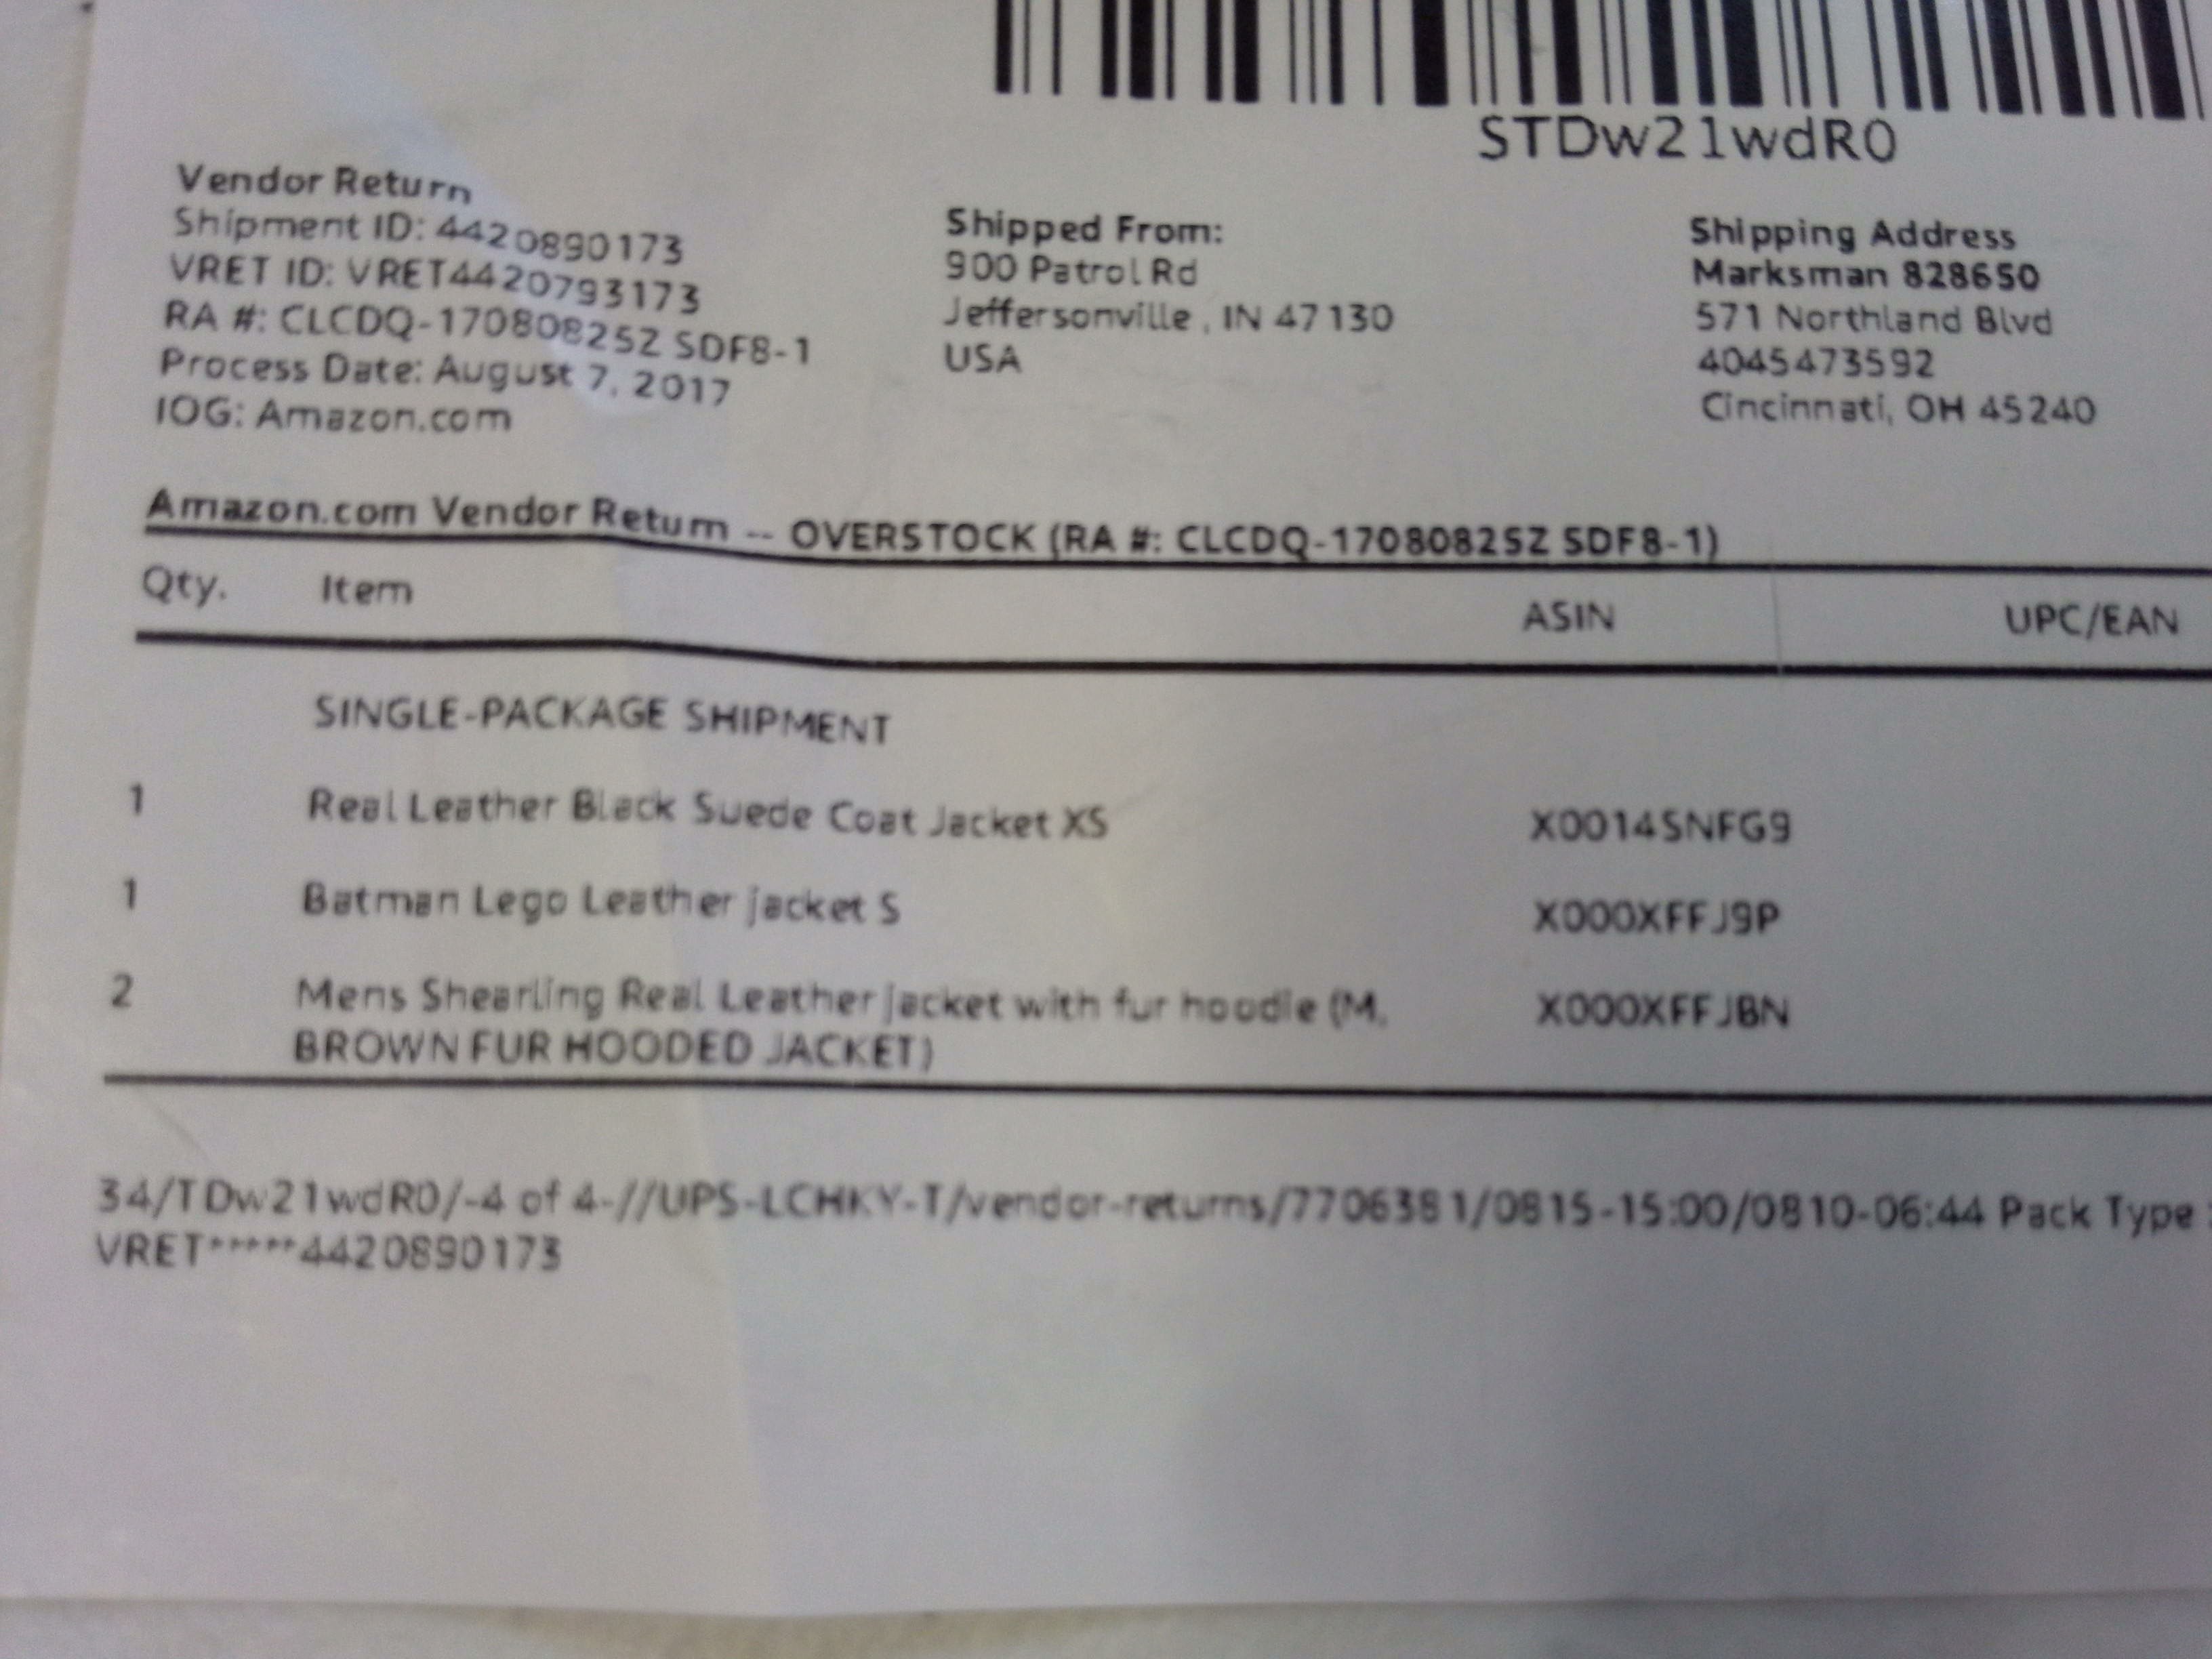 STDw21wdR0
Vendor Return
Shipment ID: 4420890173
VRET ID: VRET4420793173
RA #: CLCDQ-1708082SZ SDF8-1
Process Date: August 7, 2017
IOG: Amazon.com
Shipped From:
900 Patrol Rd
Jeffersonville, IN 47130
USA
Shipping Address
Marksman 828650
571 Northland Blvd
4045473592
Cincinnati, OH 45240
Amazon.com Vendor Return -- OVERSTOCK (RA #: CLCDQ-1708082SZ SDF8-1)
Qty. Item ASIN UPC/EAN
SINGLE-PACKAGE SHIPMENT
1 Real Leather Black Suede Coat Jacket XS X0014SNFG9
1 Batman Lego Leather jacket S X000XFFJ9P
2 Mens Shearling Real Leather jacket with fur hoodie (M, X000XFFJBN
BROWN FUR HOODED JACKET)
34/TDw21wdR0/-4 of 4-//UPS-LCHKY-T/vendor-returns/7706381/0815-15:00/0810-06:44 Pack Type
VRET*****4420890173